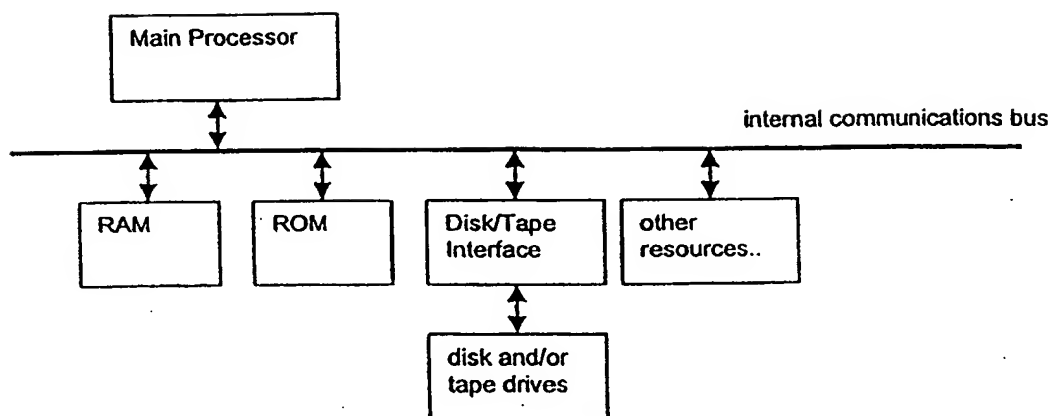 Main Processor
internal communications bus
RAM
ROM
Disk/Tape
Interface
other
resources..
disk and/or
tape drives